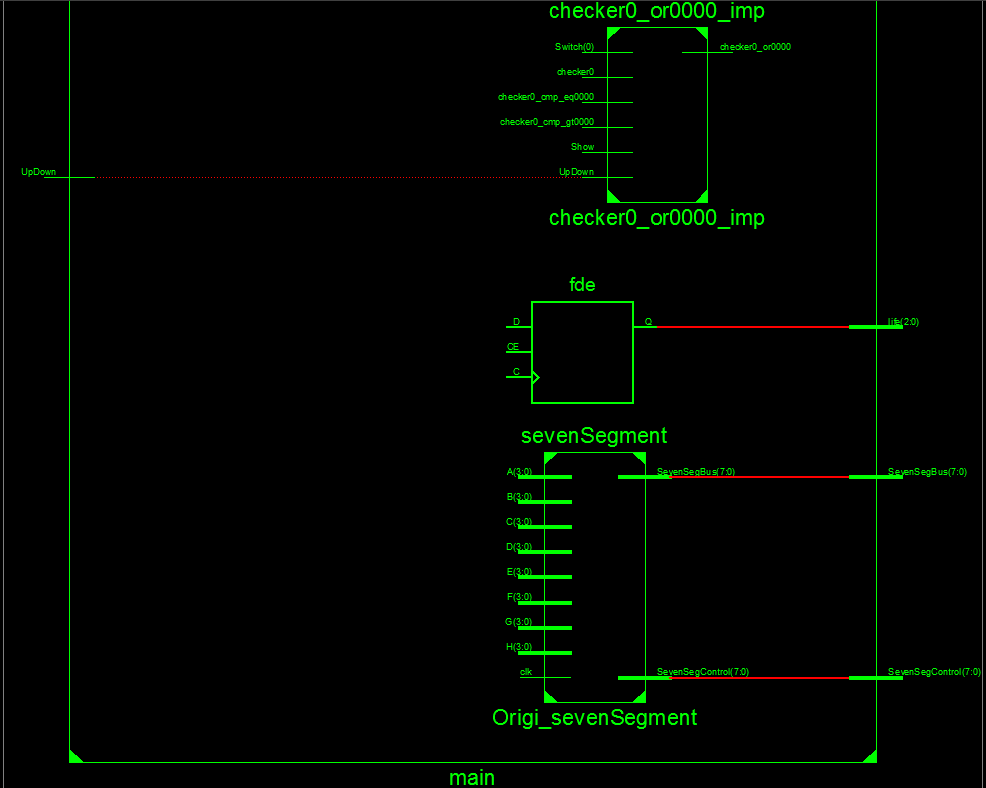 checker0_or0000_imp
Switch(0)
checker0_or0000
checker0
checker0_cmp_eq0000
checker0_cmp_gt0000
Show
UpDown
UpDown
checker0_or0000_imp
fde
D
Q
life(2:0)
CE
C
sevenSegment
A(3:0)
SevenSegBus(7:0)
SevenSegBus(7:0)
B(3:0)
C(3:0)
D(3:0)
E(3:0)
F(3:0)
G(3:0)
H(3:0)
clk
SevenSegControl(7:0)
SevenSegControl(7:0)
Origi_sevenSegment
main